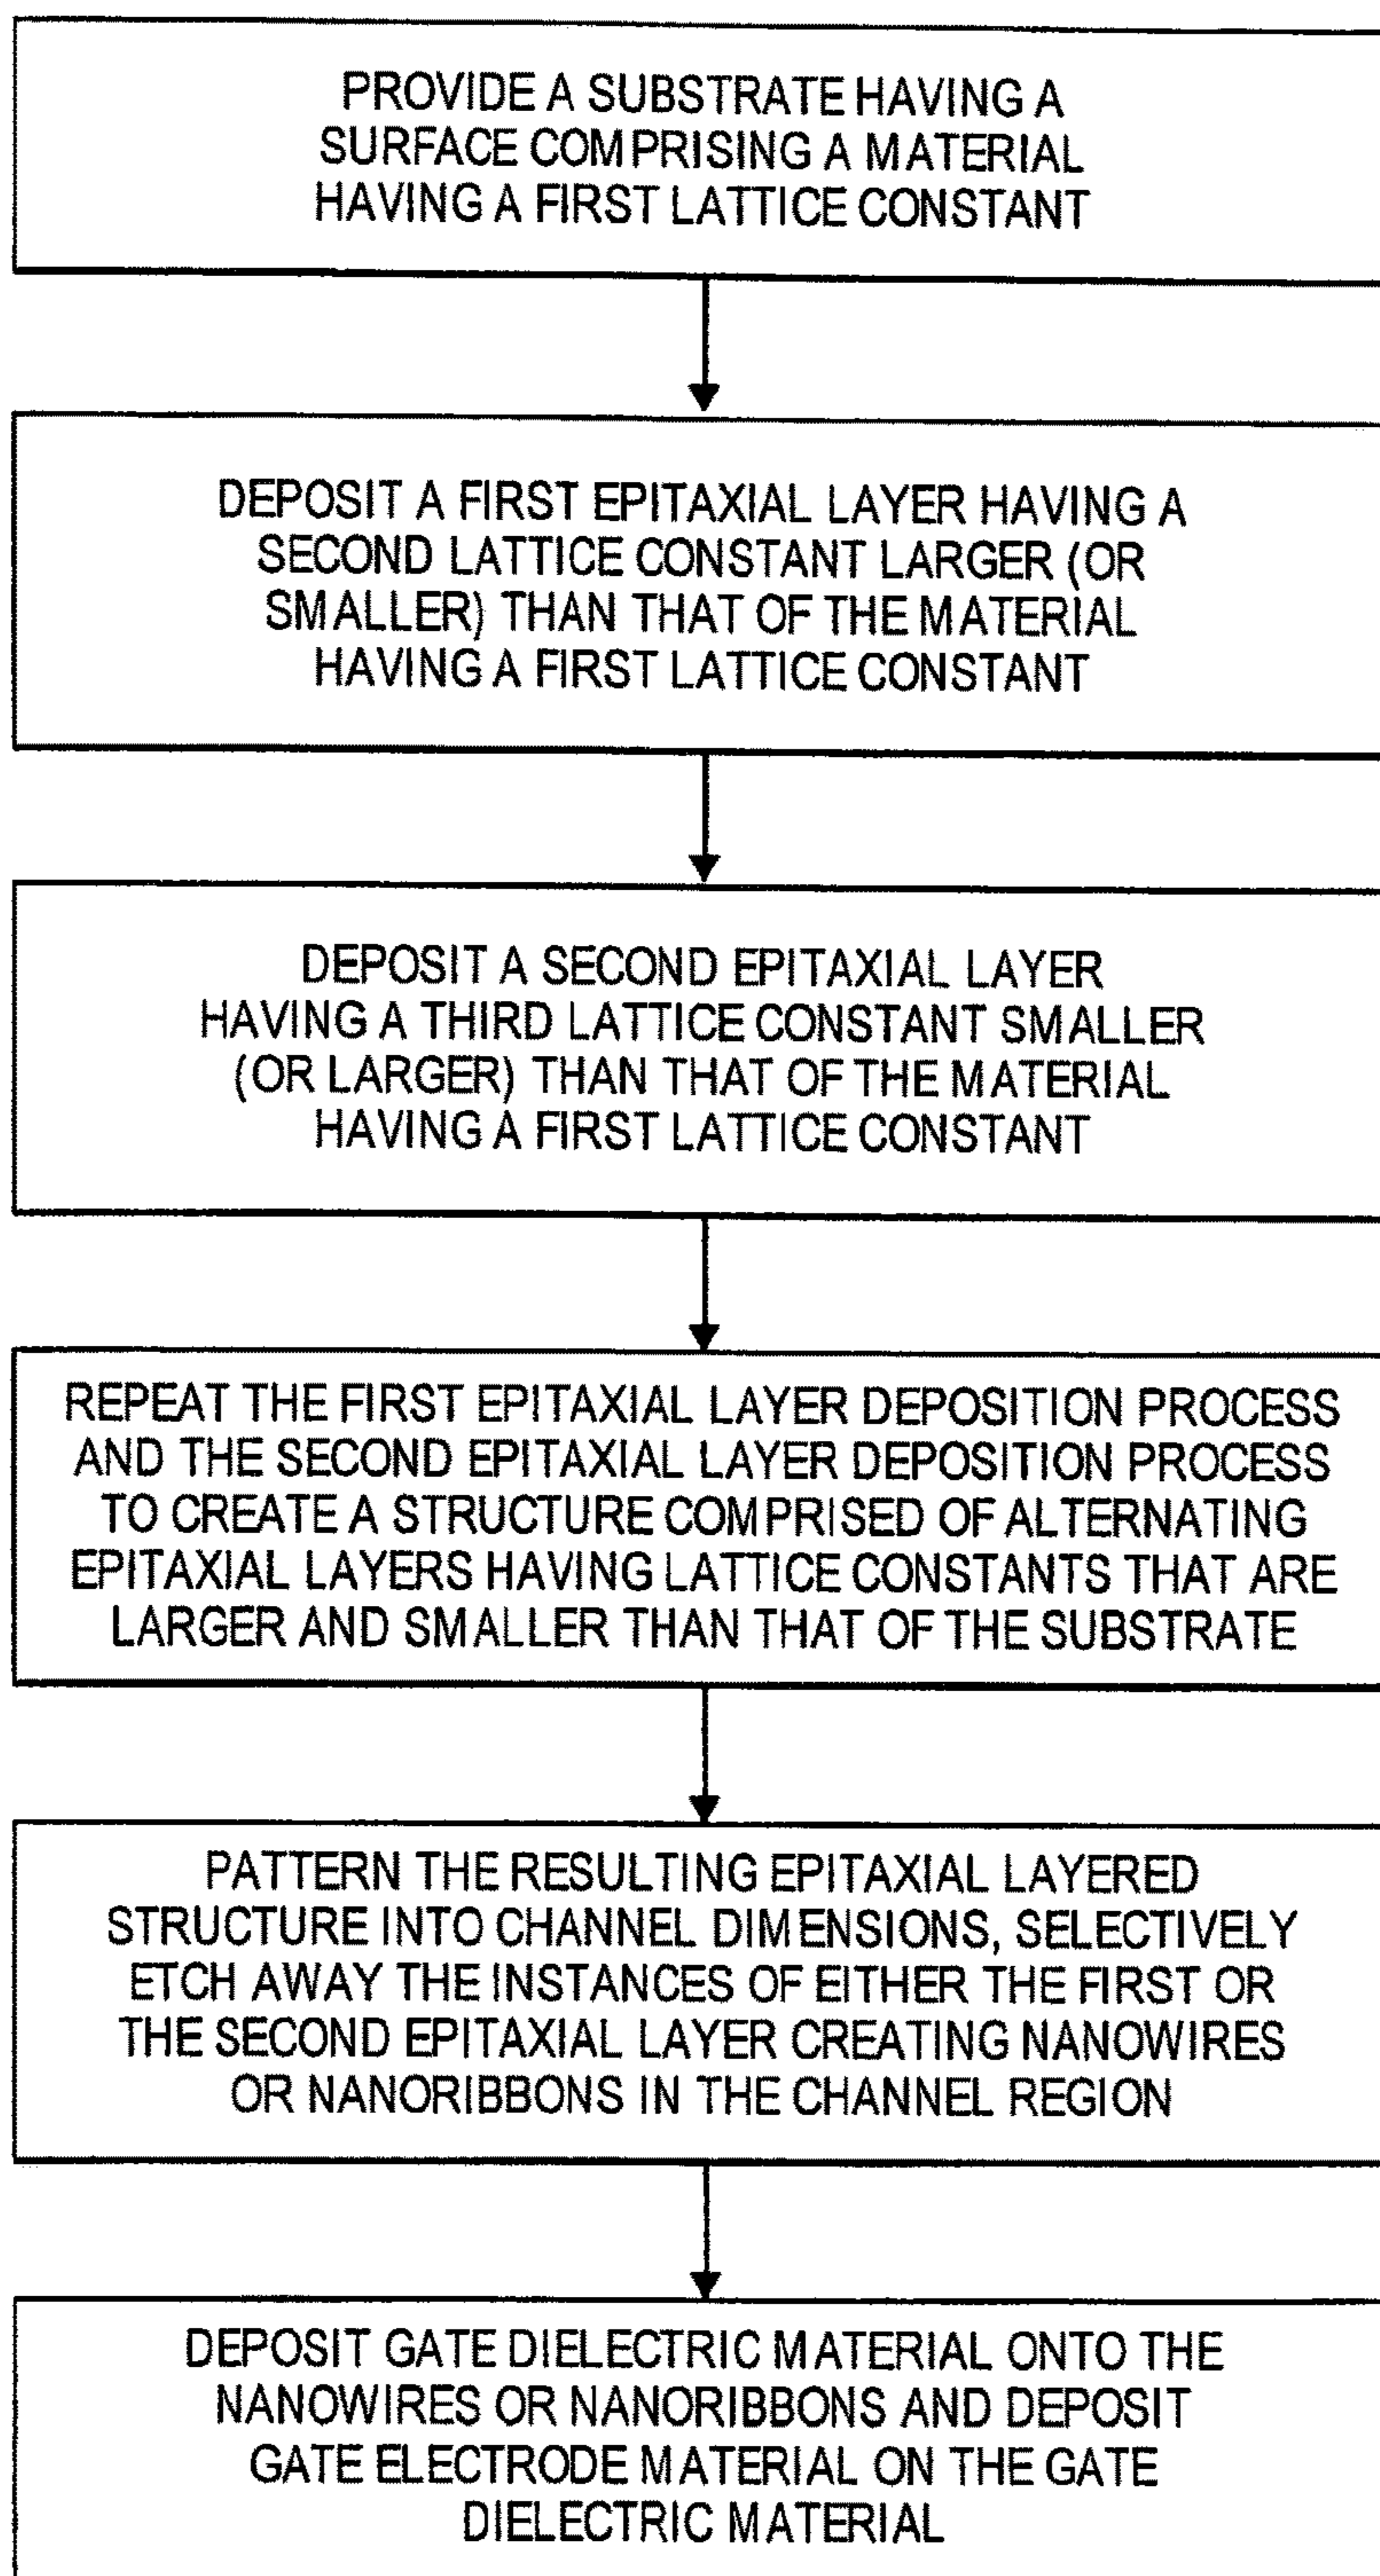 PROVIDE A SUBSTRATE HAVING A
SURFACE COMPRISING A MATERIAL
HAVING A FIRST LATTICE CONSTANT
DEPOSIT A FIRST EPITAXIAL LAYER HAVING A
SECOND LATTICE CONSTANT LARGER (OR
SMALLER) THAN THAT OF THE MATERIAL
HAVING A FIRST LATTICE CONSTANT
DEPOSIT A SECOND EPITAXIAL LAYER
HAVING A THIRD LATTICE CONSTANT SMALLER
(OR LARGER) THAN THAT OF THE MATERIAL
HAVING A FIRST LATTICE CONSTANT
REPEAT THE FIRST EPITAXIAL LAYER DEPOSITION PROCESS
AND THE SECOND EPITAXIAL LAYER DEPOSITION PROCESS
TO CREATE A STRUCTURE COMPRISED OF ALTERNATING
EPITAXIAL LAYERS HAVING LATTICE CONSTANTS THAT ARE
LARGER AND SMALLER THAN THAT OF THE SUBSTRATE
PATTERN THE RESULTING EPITAXIAL LAYERED
STRUCTURE INTO CHANNEL DIMENSIONS, SELECTIVELY
ETCH AWAY THE INSTANCES OF EITHER THE FIRST OR
THE SECOND EPITAXIAL LAYER CREATING NANOWIRES
OR NANORIBBONS IN THE CHANNEL REGION
DEPOSIT GATE DIELECTRIC MATERIAL ONTO THE
NANOWIRES OR NANORIBBONS AND DEPOSIT
GATE ELECTRODE MATERIAL ON THE GATE
DIELECTRIC MATERIAL